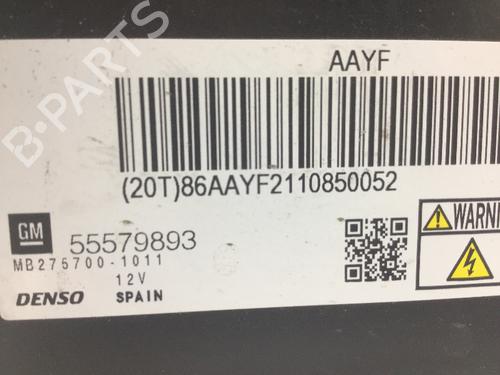 AAYF
(20T)86AAYF2110850052
GM 55579893
MB275700-1011
12V
DENSO SPAIN
WARNI
B-PARTS